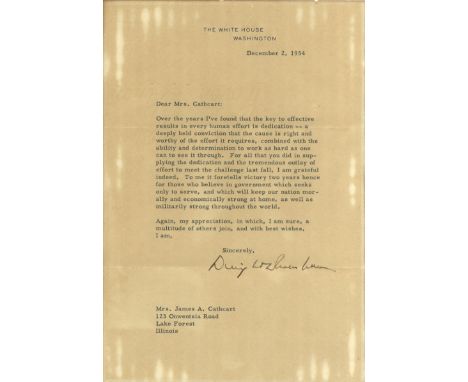 THE WHITE HOUSE
WASHINGTON
December 2, 1954
Dear Mrs. Cathcart:
Over the years I've found that the key to effective
results in every human effort is dedication -- a
deeply held conviction that the cause is right and
worthy of the effort it requires, combined with the
ability and determination to work as hard as one
can to see it through. For all that you did in sup-
plying the dedication and the tremendous outlay of
effort to meet the challenge last fall, I am grateful
indeed. To me it foretells victory two years hence
for those who believe in government which seeks
only to serve, and which will keep our nation mor-
ally and economically strong at home, as well as
militarily strong throughout the world.
Again, my appreciation, in which, I am sure, a
multitude of others join, and with best wishes,
I am,
Sincerely,
Dwight D Eisenhower
Mrs. James A. Cathcart
123 Onwentsia Road
Lake Forest
Illinois